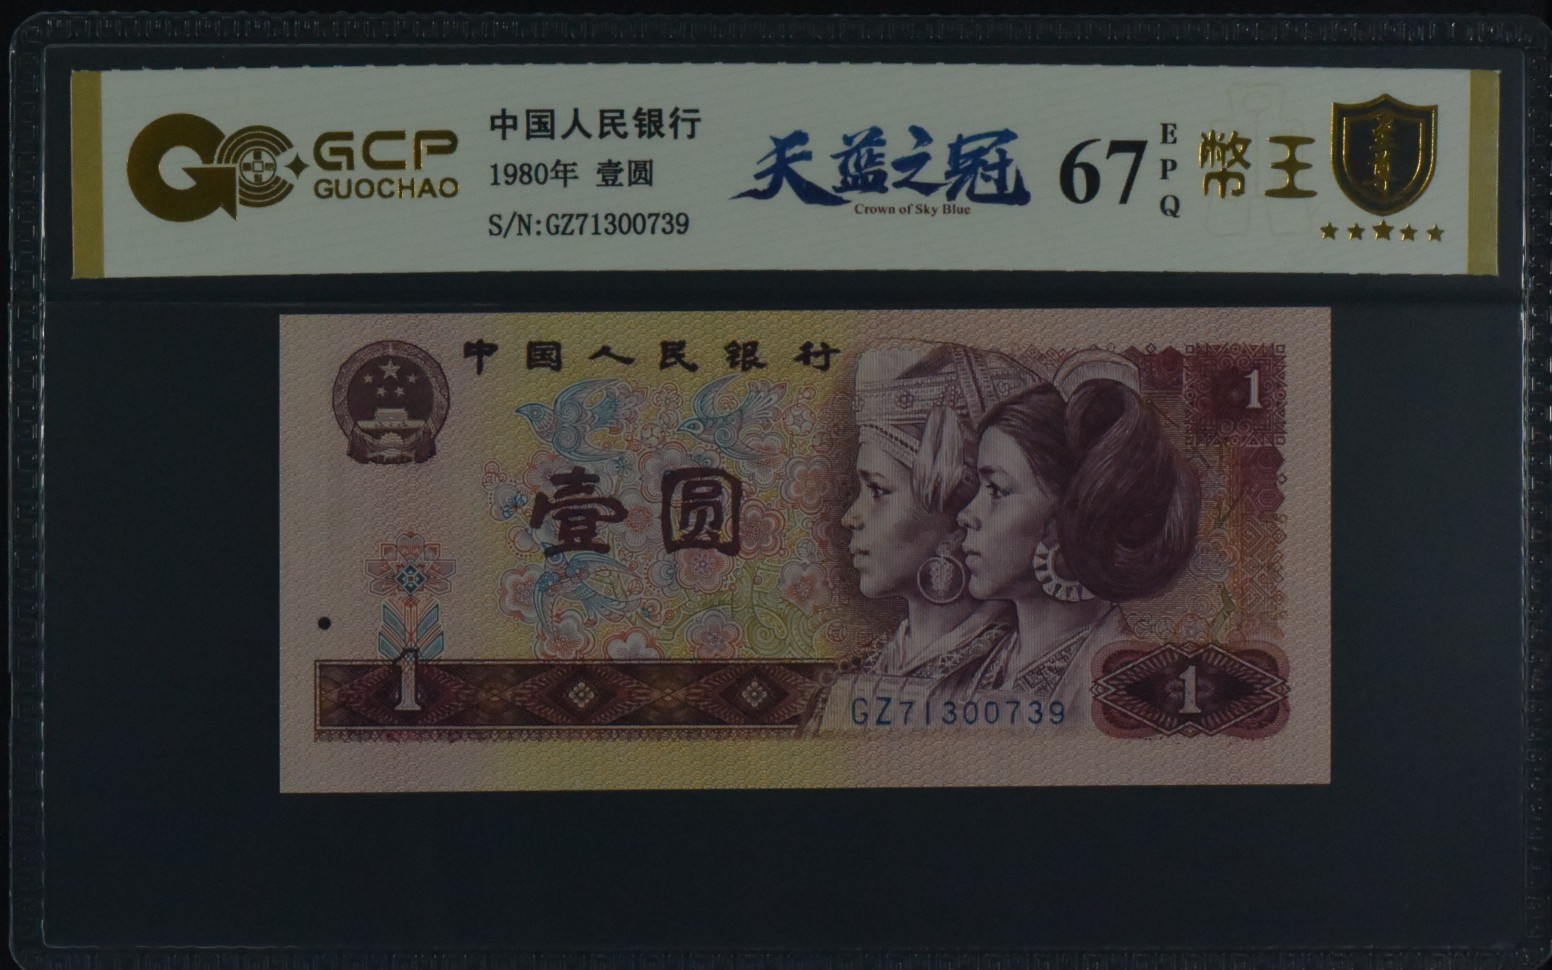 GCP
GUOCHAO
中国人民银行
1980年 壹圆
S/N:GZ71300739
天蓝之冠
Crown of Sky Blue
67
EPQ
幣王
至尊
中国人民银行
1
壹圆
1
GZ71300739
1